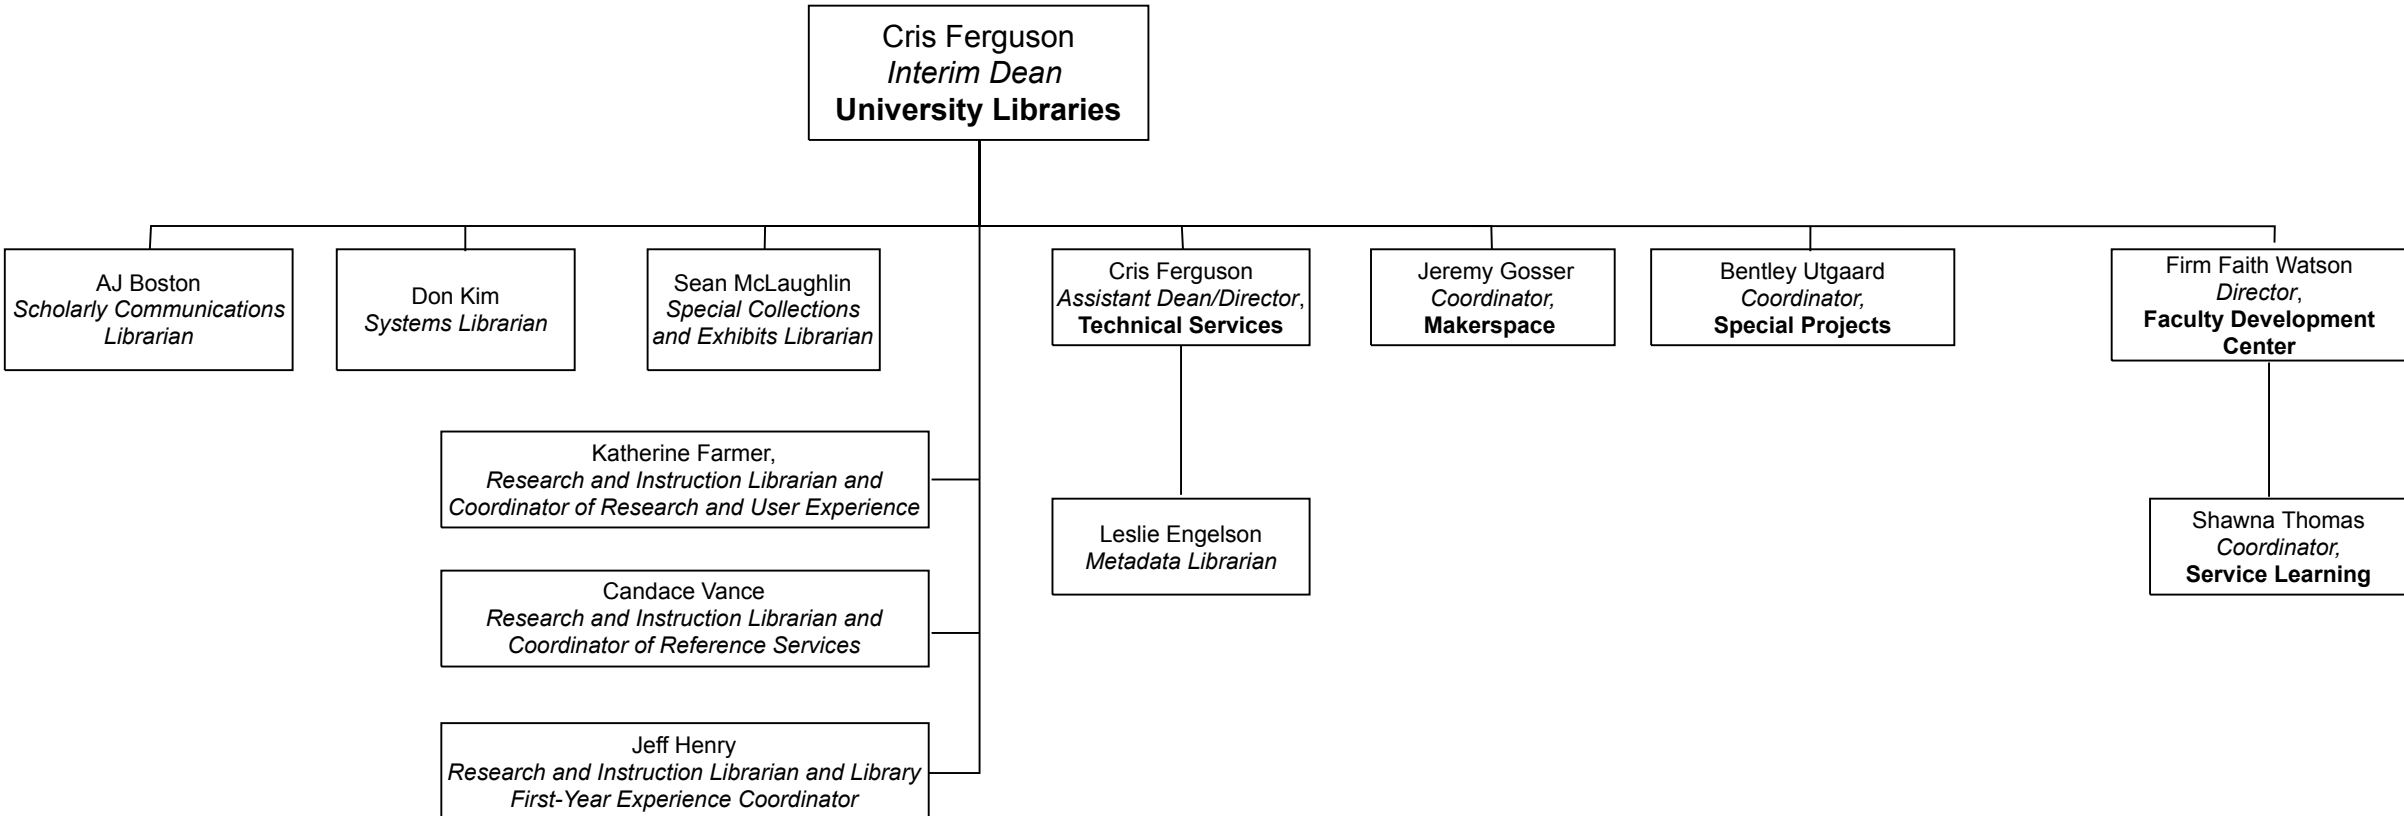 Cris Ferguson
Interim Dean
University Libraries
AJ Boston
Scholarly Communications
Librarian
Don Kim
Systems Librarian
Sean McLaughlin
Special Collections
and Exhibits Librarian
Cris Ferguson
Assistant Dean/Director,
Technical Services
Jeremy Gosser
Coordinator,
Makerspace
Bentley Utgaard
Coordinator,
Special Projects
Firm Faith Watson
Director,
Faculty Development
Center
Katherine Farmer,
Research and Instruction Librarian and
Coordinator of Research and User Experience
Leslie Engelson
Metadata Librarian
Shawna Thomas
Coordinator,
Service Learning
Candace Vance
Research and Instruction Librarian and
Coordinator of Reference Services
Jeff Henry
Research and Instruction Librarian and Library
First-Year Experience Coordinator